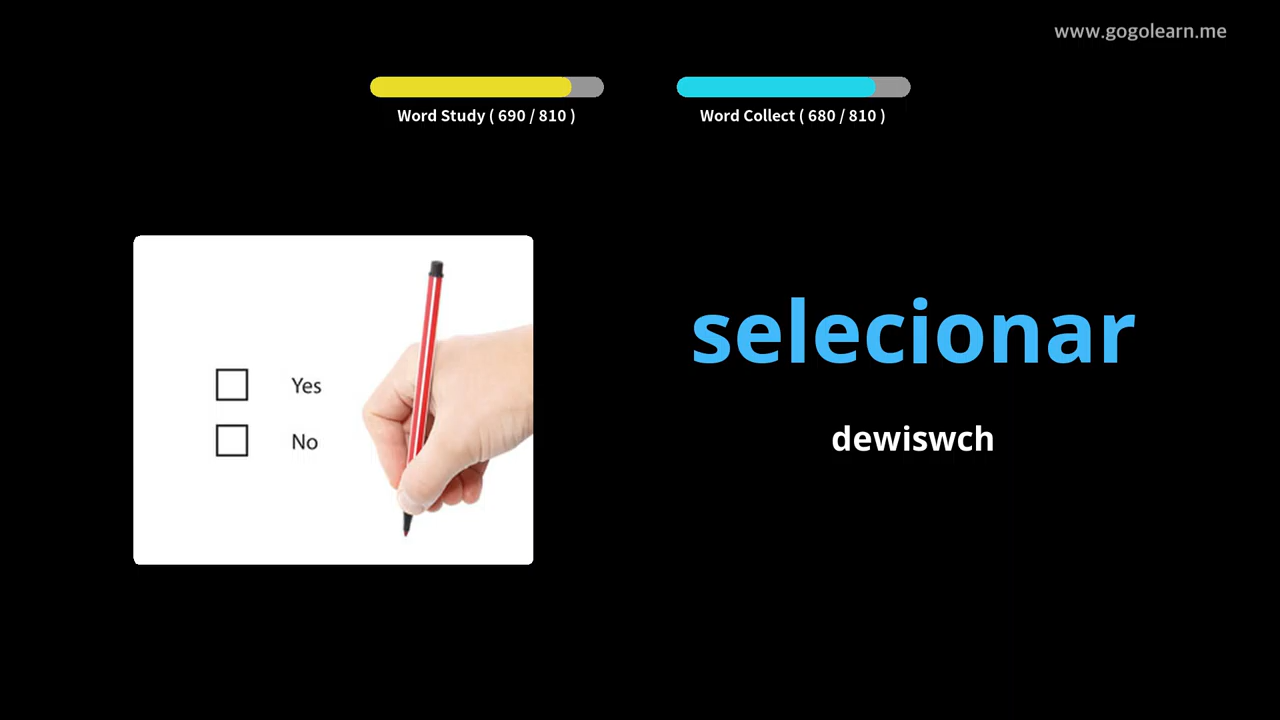 www.gogolearn.me
Word Study ( 690 / 810 )
Word Collect ( 680 / 810 )
Yes
No
selecionar
dewiswch